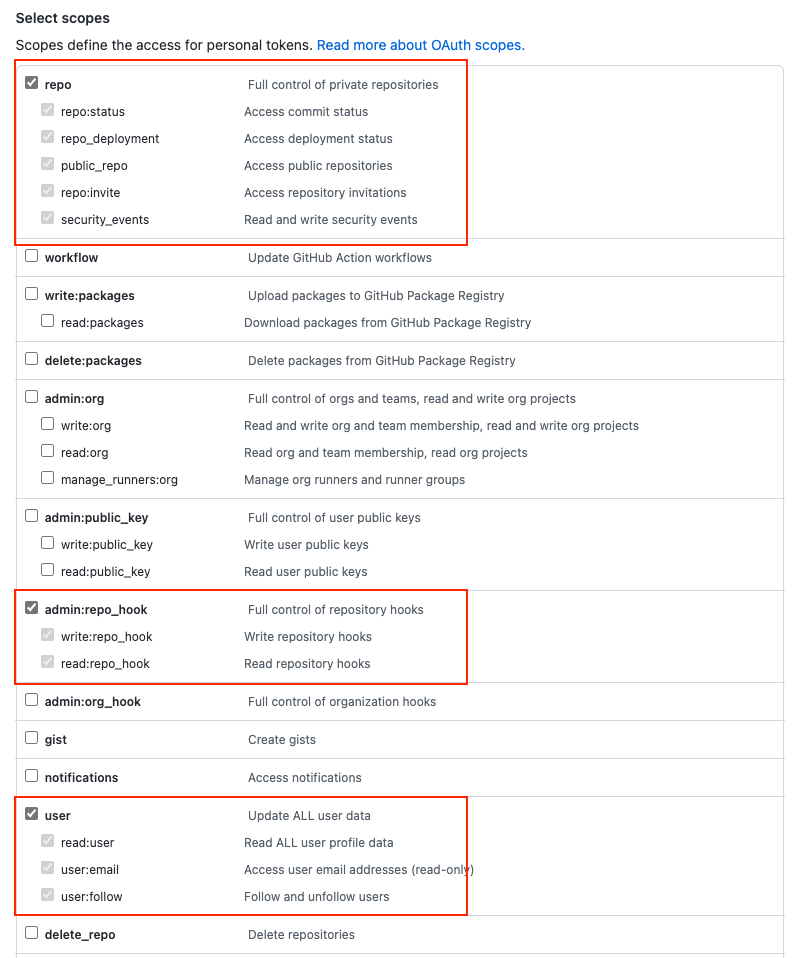 Select scopes
Scopes define the access for personal tokens. Read more about OAuth scopes.
repo Full control of private repositories
repo:status Access commit status
repo_deployment Access deployment status
public_repo Access public repositories
repo:invite Access repository invitations
security_events Read and write security events
workflow Update GitHub Action workflows
write:packages Upload packages to GitHub Package Registry
read:packages Download packages from GitHub Package Registry
delete:packages Delete packages from GitHub Package Registry
admin:org Full control of orgs and teams, read and write org projects
write:org Read and write org and team membership, read and write org projects
read:org Read org and team membership, read org projects
manage_runners:org Manage org runners and runner groups
admin:public_key Full control of user public keys
write:public_key Write user public keys
read:public_key Read user public keys
admin:repo_hook Full control of repository hooks
write:repo_hook Write repository hooks
read:repo_hook Read repository hooks
admin:org_hook Full control of organization hooks
gist Create gists
notifications Access notifications
user Update ALL user data
read:user Read ALL user profile data
user:email Access user email addresses (read-only)
user:follow Follow and unfollow users
delete_repo Delete repositories